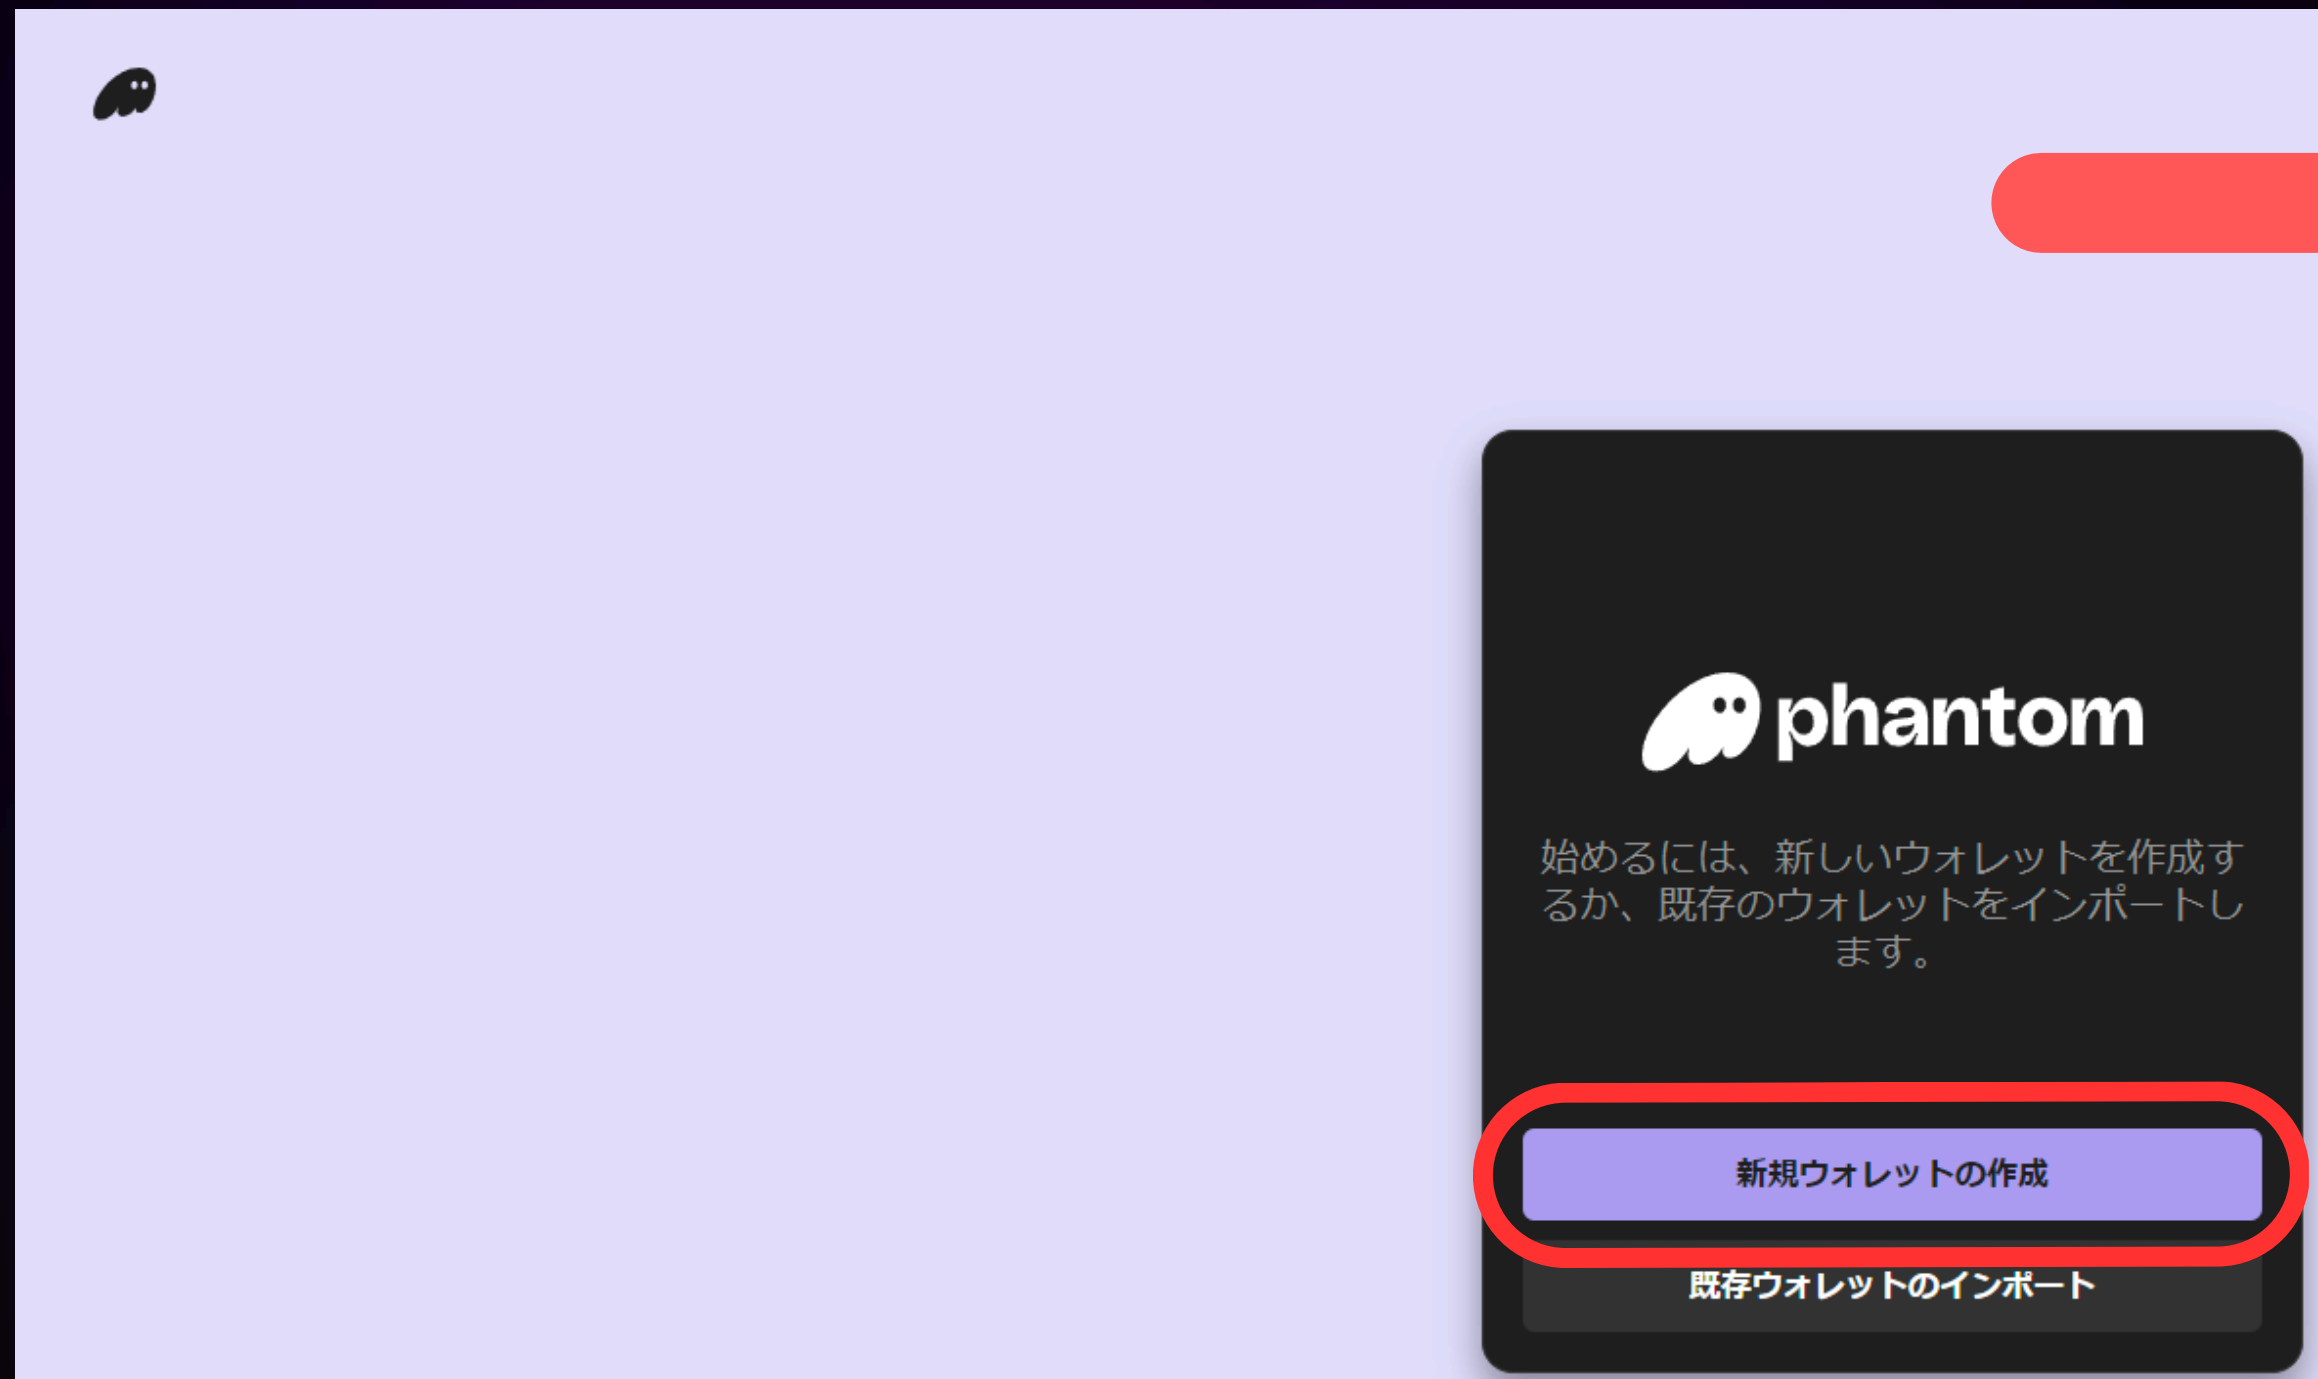 phantom
始めるには、新しいウォレットを作成す
るか、既存のウォレットをインポートし
ます。
新規ウォレットの作成
既存ウォレットのインポート